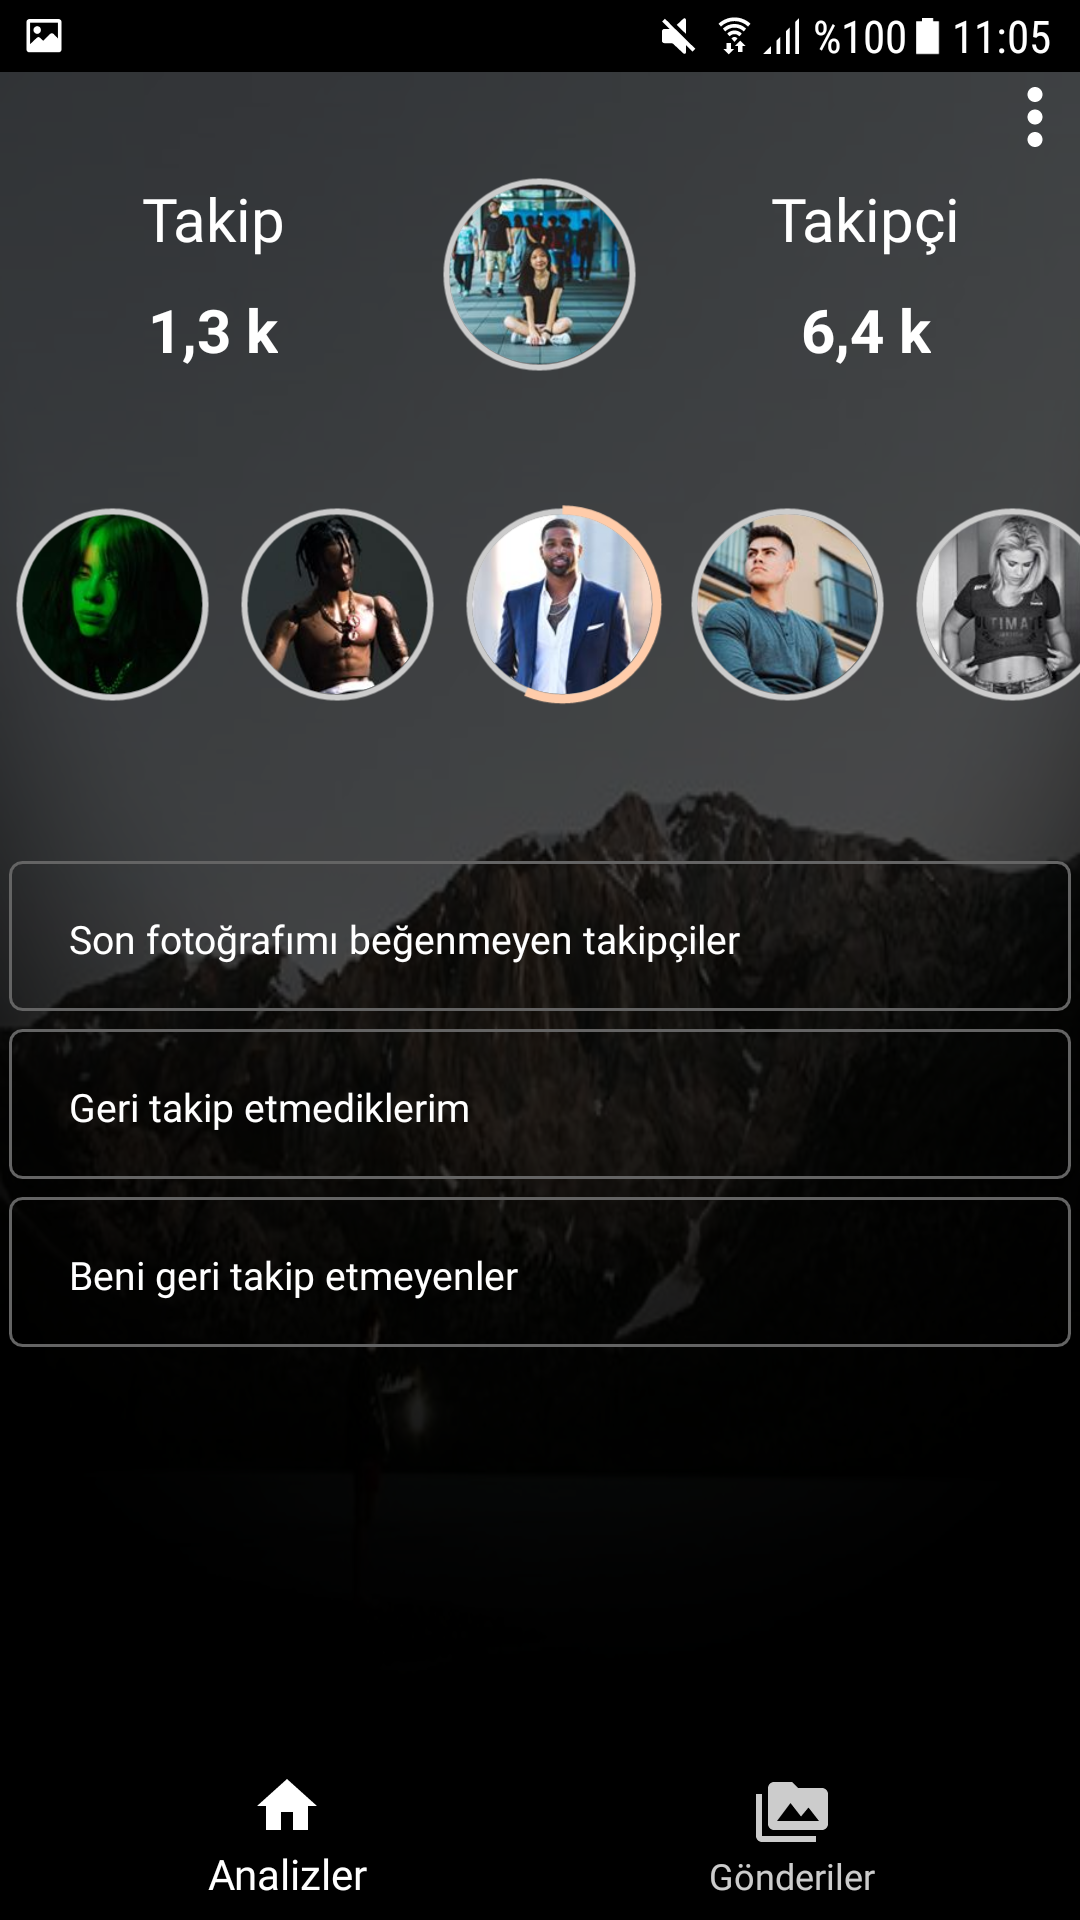 %100 11:05
Takip
Takipçi
1,3 k
6,4 k
ULTIMATE
Son fotoğrafımı beğenmeyen takipçiler
Geri takip etmediklerim
Beni geri takip etmeyenler
Analizler
Gönderiler